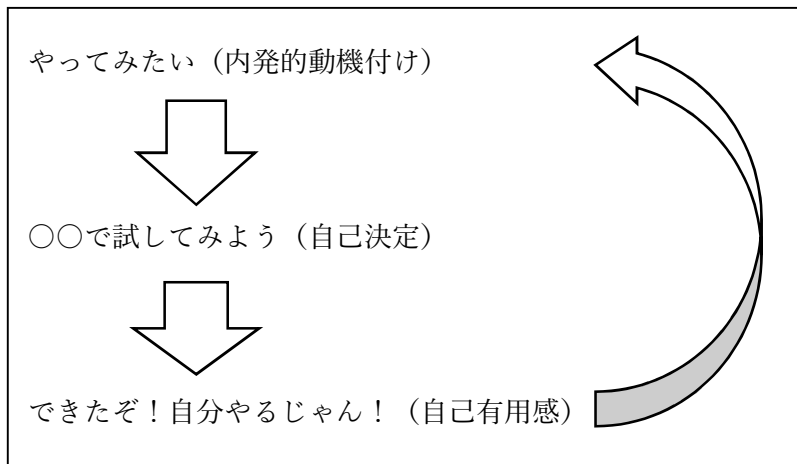 やってみたい（内発的動機付け）
○○で試してみよう（自己決定）
できたぞ！自分やるじゃん！（自己有用感）